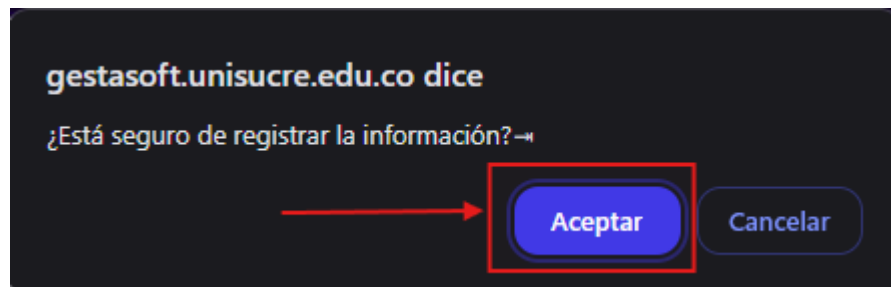 gestasoft.unisucre.edu.co dice
¿Está seguro de registrar la información?⇥
Aceptar
Cancelar